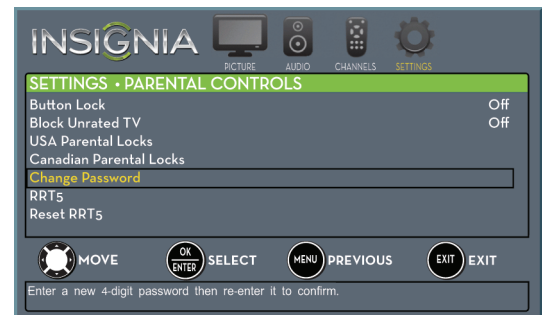 INSIGNIA
PICTURE AUDIO CHANNELS SETTINGS
SETTINGS • PARENTAL CONTROLS
Button Lock Off
Block Unrated TV Off
USA Parental Locks
Canadian Parental Locks
Change Password
RRT5
Reset RRT5
MOVE OK ENTER SELECT MENU PREVIOUS EXIT EXIT
Enter a new 4-digit password then re-enter it to confirm.